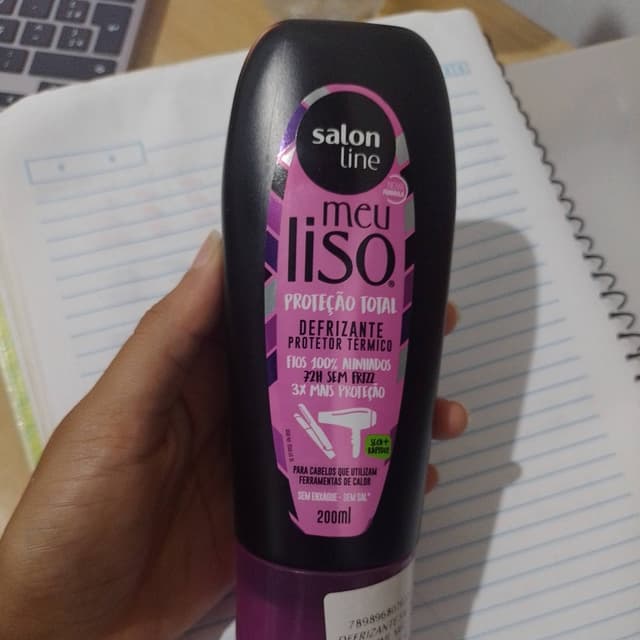 salon
line
meu
liso®
PROTEÇÃO TOTAL
DEFRIZANTE
PROTETOR TÉRMICO
FIOS 100% ALINHADOS
72H SEM FRIZZ
3X MAIS PROTEÇÃO
PARA CABELOS QUE UTILIZAM
FERRAMENTAS DE CALOR
SEM ENXÁGUE - SEM SAL*
200ml